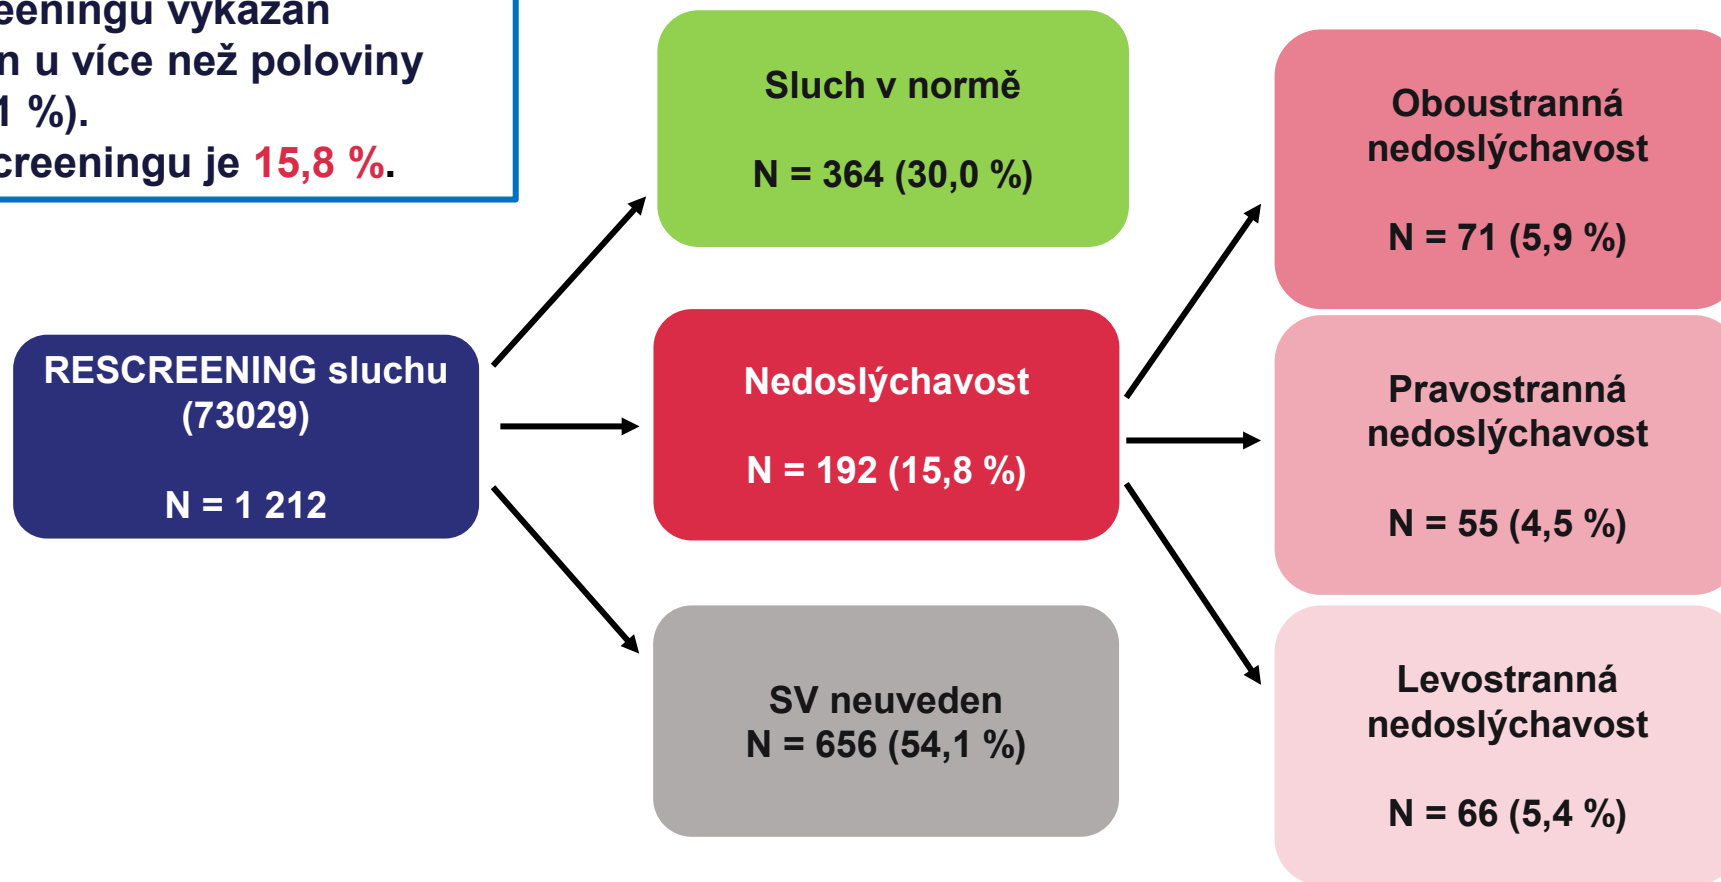 vykázán
u více než poloviny
%).
je 15,8 %.
Sluch v normě
N = 364 (30,0 %)
Oboustranná
nedoslýchavost
N = 71 (5,9 %)
RESCREENING sluchu
(73029)
N = 1 212
Nedoslýchavost
N = 192 (15,8 %)
Pravostranná
nedoslýchavost
N = 55 (4,5 %)
SV neuveden
N = 656 (54,1 %)
Levostranná
nedoslýchavost
N = 66 (5,4 %)